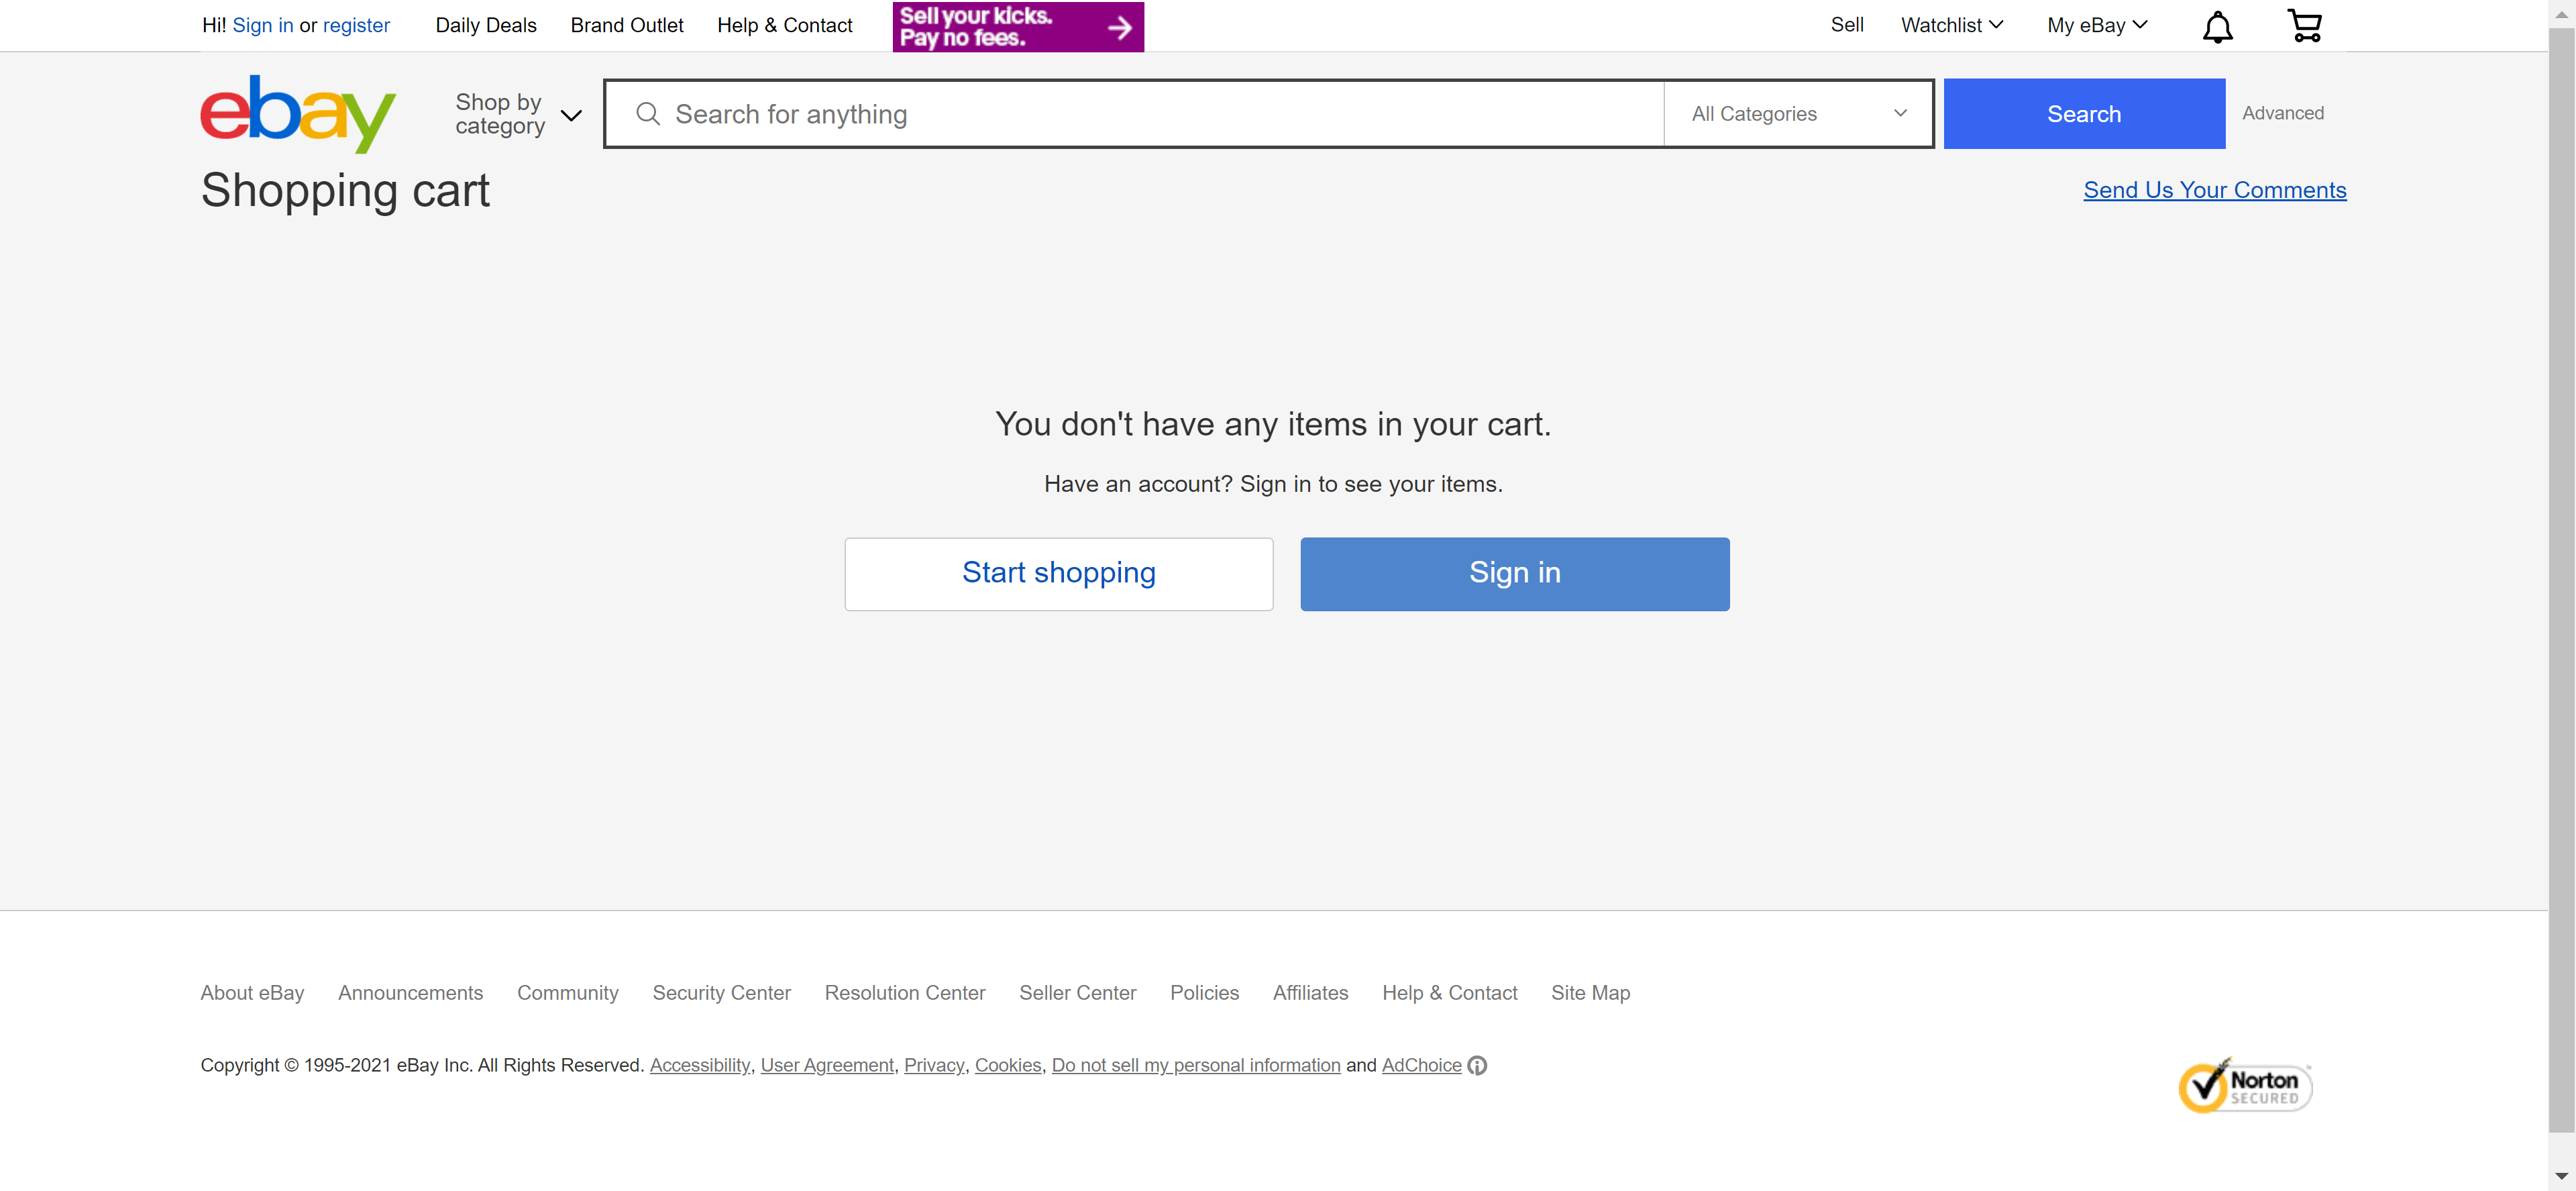 Hi! Sign in or register Daily Deals Brand Outlet Help & Contact
Sell your kicks.
Pay no fees.
Sell Watchlist My eBay
ebay
Shop by
category
Search for anything
All Categories
Search
Advanced
Shopping cart
Send Us Your Comments
You don't have any items in your cart.
Have an account? Sign in to see your items.
Start shopping
Sign in
About eBay Announcements Community Security Center Resolution Center Seller Center Policies Affiliates Help & Contact Site Map
Copyright © 1995-2021 eBay Inc. All Rights Reserved. Accessibility, User Agreement, Privacy, Cookies, Do not sell my personal information and AdChoice
Norton
SECURED